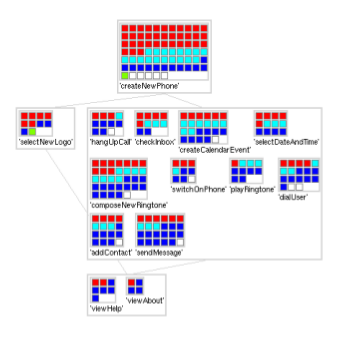 'createNewPhone'
'selectNewLogo'
'hangUpCall' 'checkInbox' 'selectDateAndTime'
'createCalendarEvent'
'switchOnPhone' 'playRingtone' 'dialUser'
'composeNewRingtone'
'addContact' 'sendMessage'
'viewHelp' 'viewAbout'